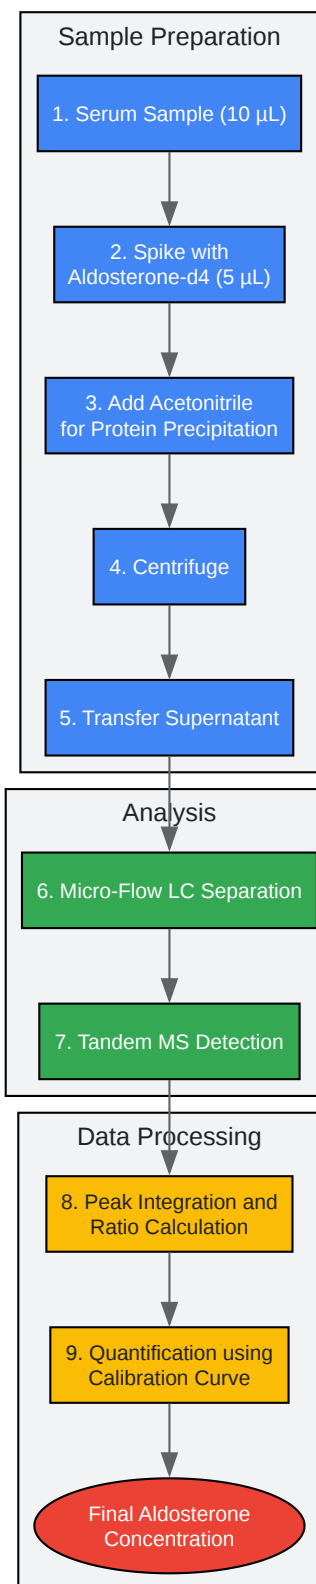 Sample Preparation
1. Serum Sample (10 µL)
2. Spike with
Aldosterone-d4 (5 µL)
3. Add Acetonitrile
for Protein Precipitation
4. Centrifuge
5. Transfer Supernatant
Analysis
6. Micro-Flow LC Separation
7. Tandem MS Detection
Data Processing
8. Peak Integration and
Ratio Calculation
9. Quantification using
Calibration Curve
Final Aldosterone
Concentration